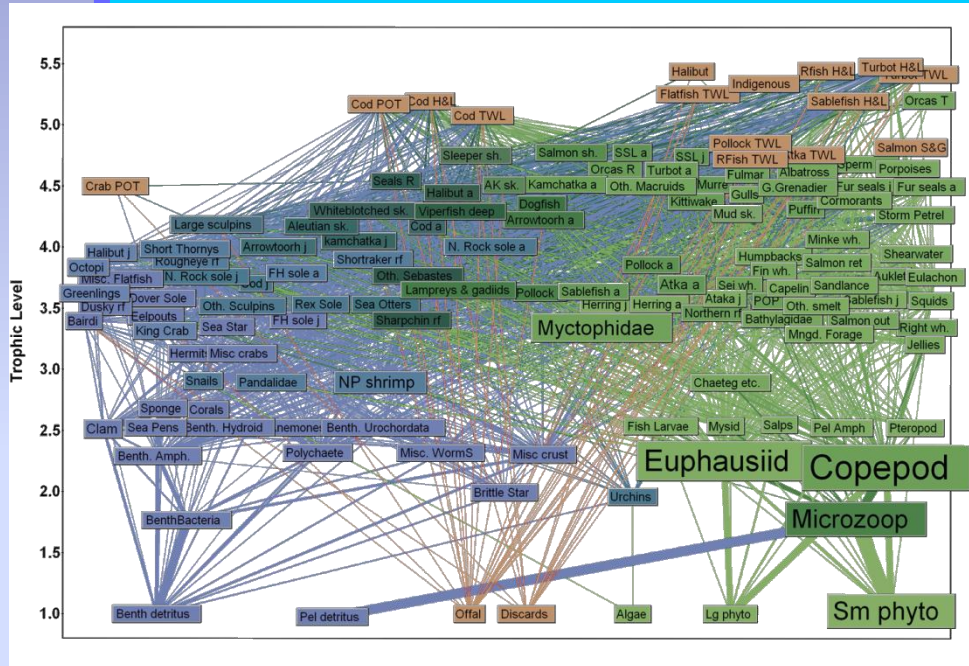 5.5
Turbot H&L
Halibut
Rfish H&L
TWL
Indigenous
Flatfish TWL
Orcas T
Cod POT
Cod H&L
Sablefish H&L
Cod TWL
5.0
Sleeper sh.
Salmon sh.
SSL a
SSL j
Pollock TWL
RFish TWL
Atka TWL
Salmon S&G
4.5
Crab POT
Seals R
Halibut a
AK sk.
Kamchatka a
Orcas R
Oth. Macruids
Turbot a
Murre
Fulmar
Albatross
Sperm
Porpoises
Gulls
G.Grenadier
Fur seals j
Fur seals a
Whiteblotched sk.
Viperfish deep
Dogfish
Kittiwake
Cormorants
Large sculpins
Aleutian sk.
Cod a
Arrowtooth a
Mud sk.
Puffin
Storm Petrel
4.0
Halibut j
Short Thornys
Arrowtoorh j
kamchatka j
N. Rock sole a
Minke wh.
Shearwater
Octopi
Rougheye rf
Shortraker rf
Pollock a
Humpbacks
Salmon ret
Misc. Flatfish
N. Rock sole j
FH sole a
Oth. Sebastes
Fin wh.
Auklet
Eulachon
Greenlings
Cod j
Lampreys & gadiids
Pollock
Sablefish a
Atka a
Sei wh.
Capelin
Sandlance
3.5
Dusky rf
Dover Sole
Oth. Sculpins
Rex Sole
Sea Otters
Herring j
Herring a
Ataka j
POP
Oth. smelt
Sablefish j
Squids
Bairdi
Eelpouts
FH sole j
Sharpchin rf
Northern rf
Bathylagidae
Salmon out
King Crab
Sea Star
Myctophidae
Mngd. Forage
Right wh.
Hermits
Misc crabs
Jellies
3.0
Snails
Pandalidae
NP shrimp
Chaeteg etc.
Sponge
Corals
2.5
Clam
Sea Pens
Benth. Hydroid
Benth. Urochordata
Fish Larvae
Mysid
Salps
Pel Amph
Pteropod
Benth. Amph.
Polychaete
Misc. WormS
Misc crust
Euphausiid
Copepod
2.0
Brittle Star
Urchins
BenthBacteria
Microzoop
1.5
1.0
Benth detritus
Pel detritus
Offal
Discards
Algae
Lg phyto
Sm phyto
Trophic Level